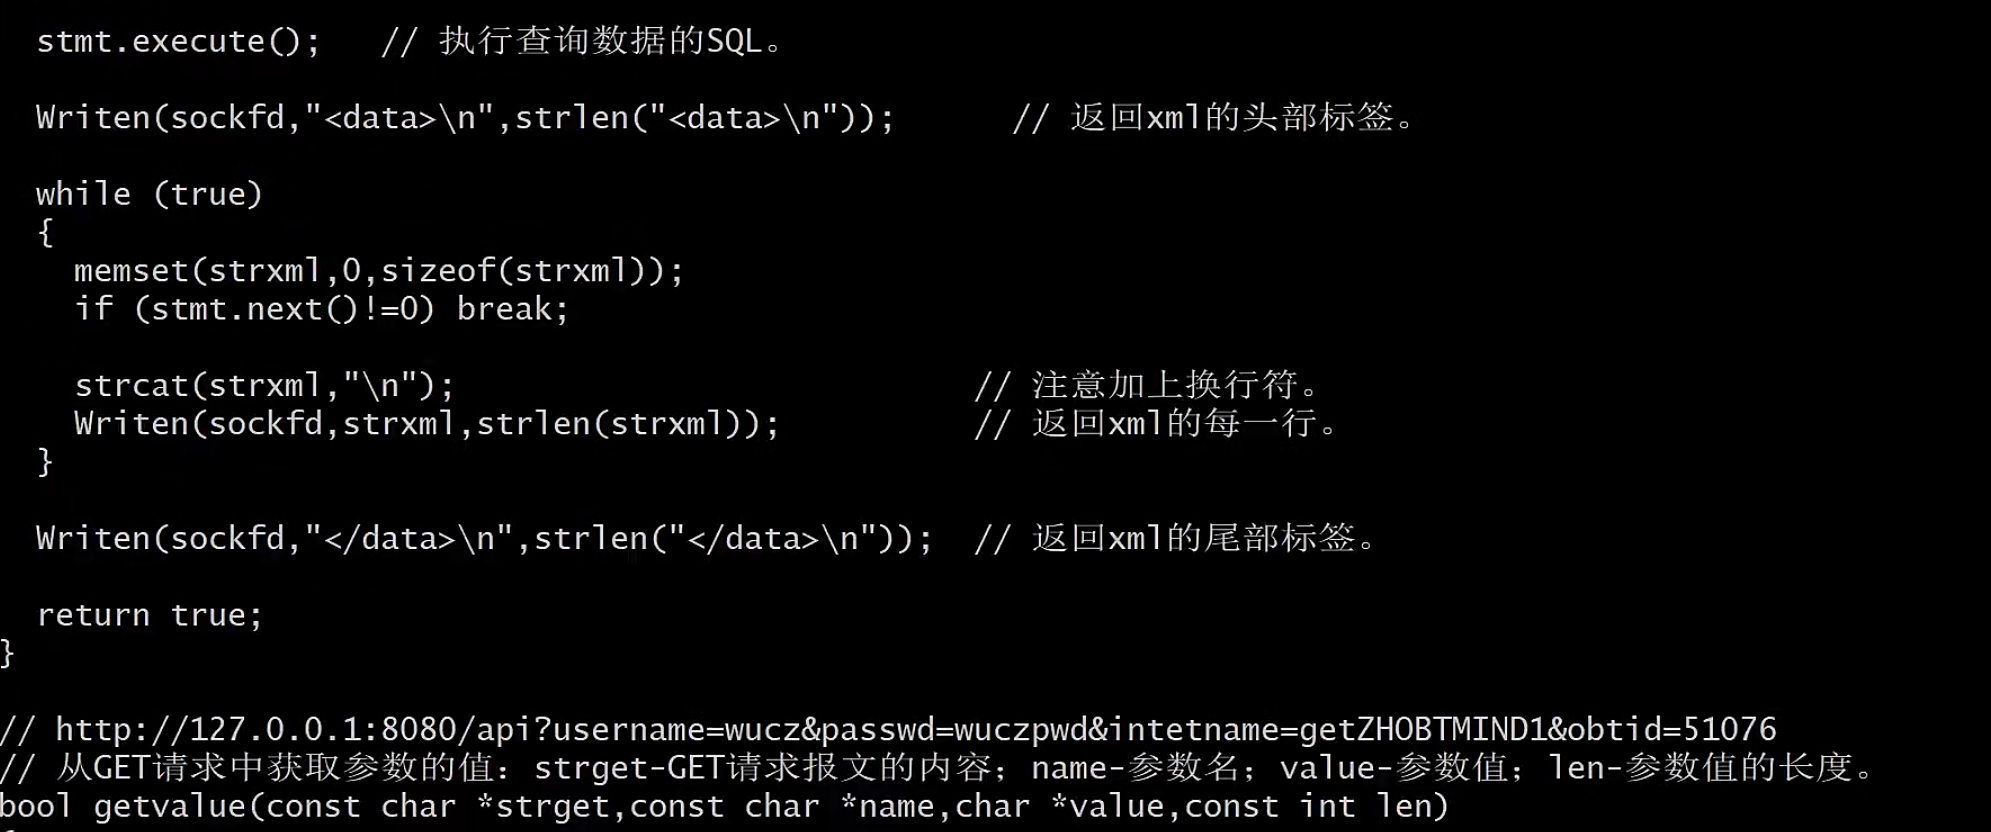 stmt.execute();   // 执行查询数据的SQL。
Writen(sockfd,"<data>\n",strlen("<data>\n"));      // 返回xml的头部标签。
while (true)
{
memset(strxml,0,sizeof(strxml));
if (stmt.next()!=0) break;
strcat(strxml,"\n");                           // 注意加上换行符。
Writen(sockfd,strxml,strlen(strxml));          // 返回xml的每一行。
}
Writen(sockfd,"</data>\n",strlen("</data>\n"));  // 返回xml的尾部标签。
return true;
}
// http://127.0.0.1:8080/api?username=wucz&passwd=wuczpwd&intetname=getZHOBTMIND1&obtid=51076
// 从GET请求中获取参数的值：strget-GET请求报文的内容；name-参数名；value-参数值；len-参数值的长度。
bool getvalue(const char *strget,const char *name,char *value,const int len)